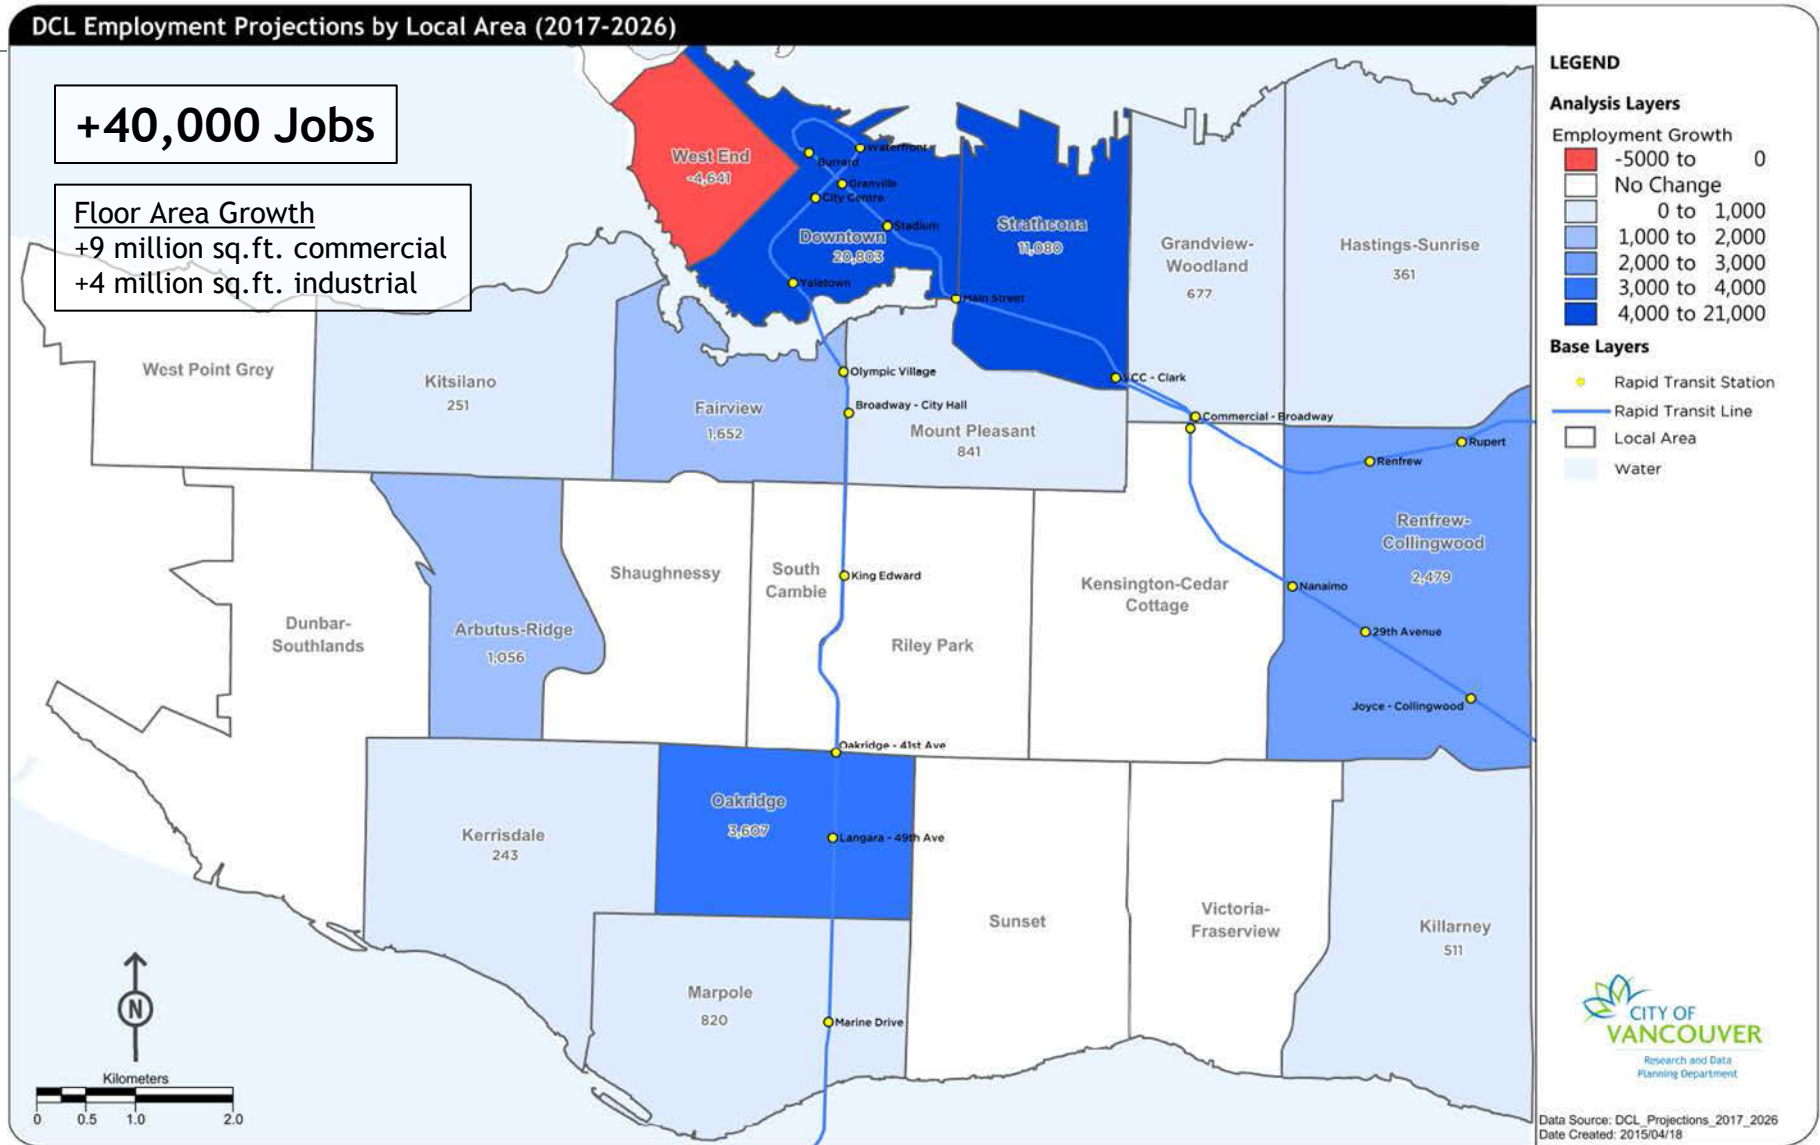 DCL Employment Projections by Local Area (2017-2026)
+40,000 Jobs
Floor Area Growth
+9 million sq.ft. commercial
+4 million sq.ft. industrial
West End
-4,641
Waterfront
Burrard
Granville
City Centre
Stadium
Downtown
20,803
Yaletown
Main Street
Strathcona
11,080
Grandview-
Woodland
677
Hastings-Sunrise
361
West Point Grey
Kitsilano
251
Fairview
1,652
Olympic Village
Broadway - City Hall
Mount Pleasant
841
VCC - Clark
Commercial - Broadway
Rupert
Renfrew
Renfrew-
Collingwood
2,479
Dunbar-
Southlands
Arbutus-Ridge
1,056
Shaughnessy
South
Cambie
King Edward
Riley Park
Kensington-Cedar
Cottage
Nanaimo
29th Avenue
Joyce - Collingwood
Oakridge - 41st Ave
Kerrisdale
243
Oakridge
3,607
Langara - 49th Ave
Sunset
Victoria-
Fraserview
Killarney
511
Marpole
820
Marine Drive
N
Kilometers
0 0.5 1.0 2.0
LEGEND
Analysis Layers
Employment Growth
-5000 to 0
No Change
0 to 1,000
1,000 to 2,000
2,000 to 3,000
3,000 to 4,000
4,000 to 21,000
Base Layers
Rapid Transit Station
Rapid Transit Line
Local Area
Water
CITY OF
VANCOUVER
Research and Data
Planning Department
Data Source: DCL_Projections_2017_2026
Date Created: 2015/04/18